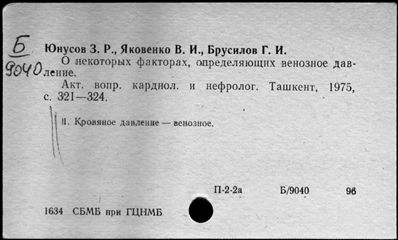 Б
9040
Юнусов З. Р., Яковенко В. И., Брусилов Г. И.
О некоторых факторах, определяющих венозное дав-
ление.
Акт. вопр. кардиол. и нефролог. Ташкент, 1975,
с. 321—324.
II. Кровяное давление — венозное.
П-2-2а Б/9040 96
1634 СБМБ при ГЦНМБ